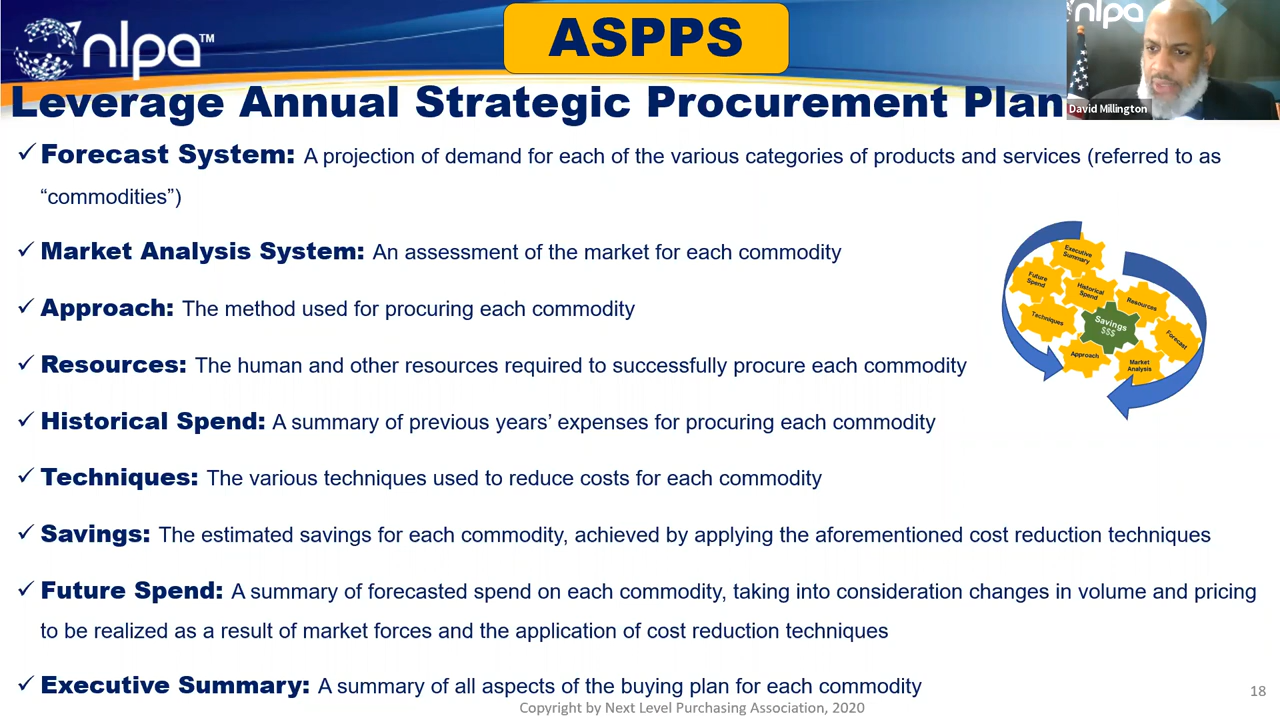 nlpa™
ASPPS
nlpa
David Millington
Leverage Annual Strategic Procurement Plan
✓ Forecast System: A projection of demand for each of the various categories of products and services (referred to as
“commodities”)
✓ Market Analysis System: An assessment of the market for each commodity
✓ Approach: The method used for procuring each commodity
✓ Resources: The human and other resources required to successfully procure each commodity
✓ Historical Spend: A summary of previous years’ expenses for procuring each commodity
✓ Techniques: The various techniques used to reduce costs for each commodity
✓ Savings: The estimated savings for each commodity, achieved by applying the aforementioned cost reduction techniques
✓ Future Spend: A summary of forecasted spend on each commodity, taking into consideration changes in volume and pricing
to be realized as a result of market forces and the application of cost reduction techniques
✓ Executive Summary: A summary of all aspects of the buying plan for each commodity
Executive
Summary
Future
Spend
Historical
Spend
Resources
Techniques
Savings
$$$
Forecast
Approach
Market
Analysis
18
Copyright by Next Level Purchasing Association, 2020